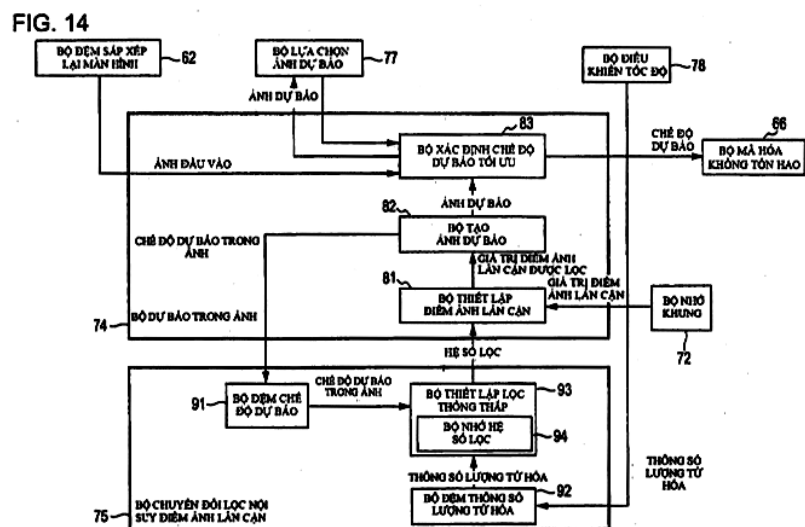 FIG. 14
BỘ ĐỆM SẮP XẾP
LẠI MÀN HÌNH
62
BỘ LỰA CHỌN
ẢNH DỰ BÁO
77
BỘ ĐIỀU
KHIỂN TỐC ĐỘ
78
ẢNH DỰ BÁO
83
BỘ XÁC ĐỊNH CHẾ ĐỘ
DỰ BÁO TỐI ƯU
CHẾ ĐỘ
DỰ BÁO
66
BỘ MÃ HÓA
KHÔNG TỔN HAO
ẢNH ĐẦU VÀO
ẢNH DỰ BÁO
82
BỘ TẠO
ẢNH DỰ BÁO
CHẾ ĐỘ DỰ BÁO TRONG
ẢNH
GIÁ TRỊ ĐIỂM ẢNH
LÂN CẬN ĐƯỢC LỌC
81
BỘ THIẾT LẬP
ĐIỂM ẢNH LÂN CẬN
GIÁ TRỊ ĐIỂM
ẢNH LÂN CẬN
BỘ NHỚ
KHUNG
72
74
BỘ DỰ BÁO TRONG ẢNH
HỆ SỐ LỌC
91
BỘ ĐỆM CHẾ
ĐỘ DỰ BÁO
CHẾ ĐỘ DỰ BÁO
TRONG ẢNH
BỘ THIẾT LẬP LỌC
THÔNG THẤP
93
BỘ NHỚ HỆ
SỐ LỌC
94
THÔNG SỐ LƯỢNG TỬ HÓA
92
BỘ ĐỆM THÔNG SỐ
LƯỢNG TỬ HÓA
THÔNG SỐ
LƯỢNG TỬ
HÓA
75
BỘ CHUYỂN ĐỔI LỌC NỘI
SUY ĐIỂM ẢNH LÂN CẬN